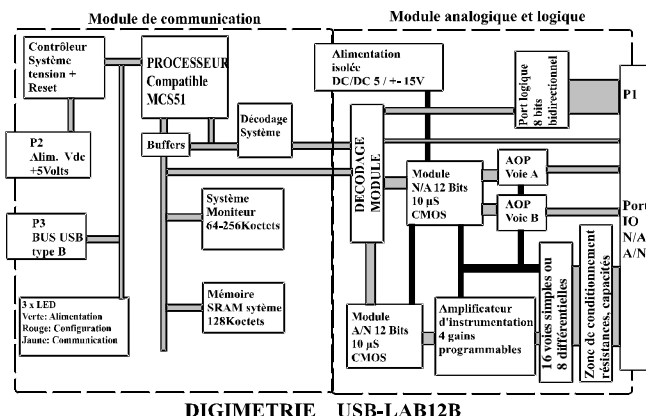 Module de communication
Module analogique et logique
Contrôleur
Système
tension +
Reset
PROCESSEUR
Compatible
MCS51
Alimentation
isolée
DC/DC 5 / +- 15V
Port logique
8 bits
bidirectionnel
P1
P2
Alim. Vdc
+5Volts
Buffers
Décodage
Système
DECODAGE
MODULE
Module
N/A 12 Bits
10 µS
CMOS
AOP
Voie A
AOP
Voie B
Port
IO
N/A
A/N
P3
BUS USB
type B
Système
Moniteur
64-256Koctets
3 x LED
Verte: Alimentation
Rouge: Configuration
Jaune: Communication
Mémoire
SRAM sytème
128Koctets
Module
A/N 12 Bits
10 µS
CMOS
Amplificateur
d'instrumentation
4 gains
programmables
16 voies simples ou
8 différentielles
Zone de conditionnement
résistances, capacités
DIGIMETRIE USB-LAB12B